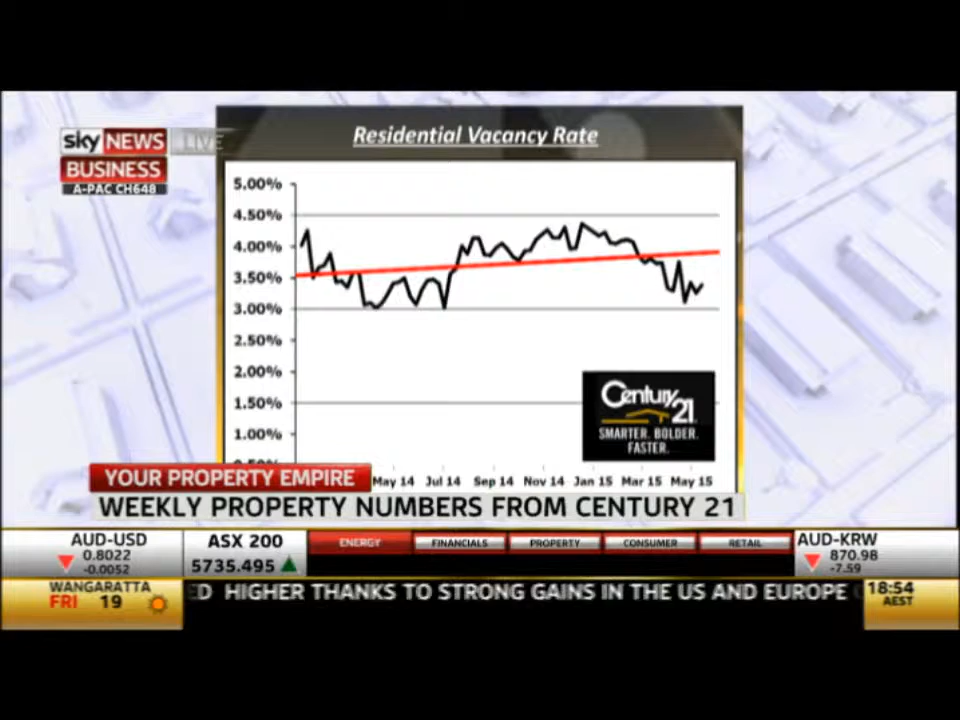 Residential Vacancy Rate
sky NEWS LIVE
BUSINESS
A-PAC CH648
5.00%
4.50%
4.00%
3.50%
3.00%
2.50%
2.00%
1.50%
1.00%
Century 21
SMARTER. BOLDER.
FASTER.
May 14 Jul 14 Sep 14 Nov 14 Jan 15 Mar 15 May 15
YOUR PROPERTY EMPIRE
WEEKLY PROPERTY NUMBERS FROM CENTURY 21
AUD-USD
0.8022
-0.0052
ASX 200
5735.495
ENERGY FINANCIALS PROPERTY CONSUMER RETAIL
AUD-KRW
870.98
-7.59
WANGARATTA
FRI 19
ED HIGHER THANKS TO STRONG GAINS IN THE US AND EUROPE
18:54
AEST